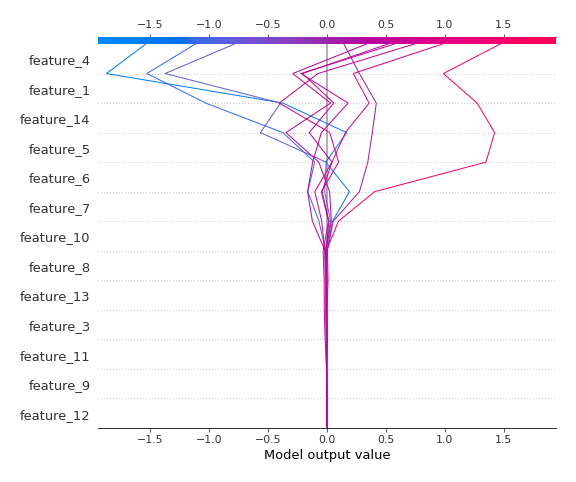 −1.5 −1.0 −0.5 0.0 0.5 1.0 1.5
feature_4
feature_1
feature_14
feature_5
feature_6
feature_7
feature_10
feature_8
feature_13
feature_3
feature_11
feature_9
feature_12
−1.5 −1.0 −0.5 0.0 0.5 1.0 1.5
Model output value